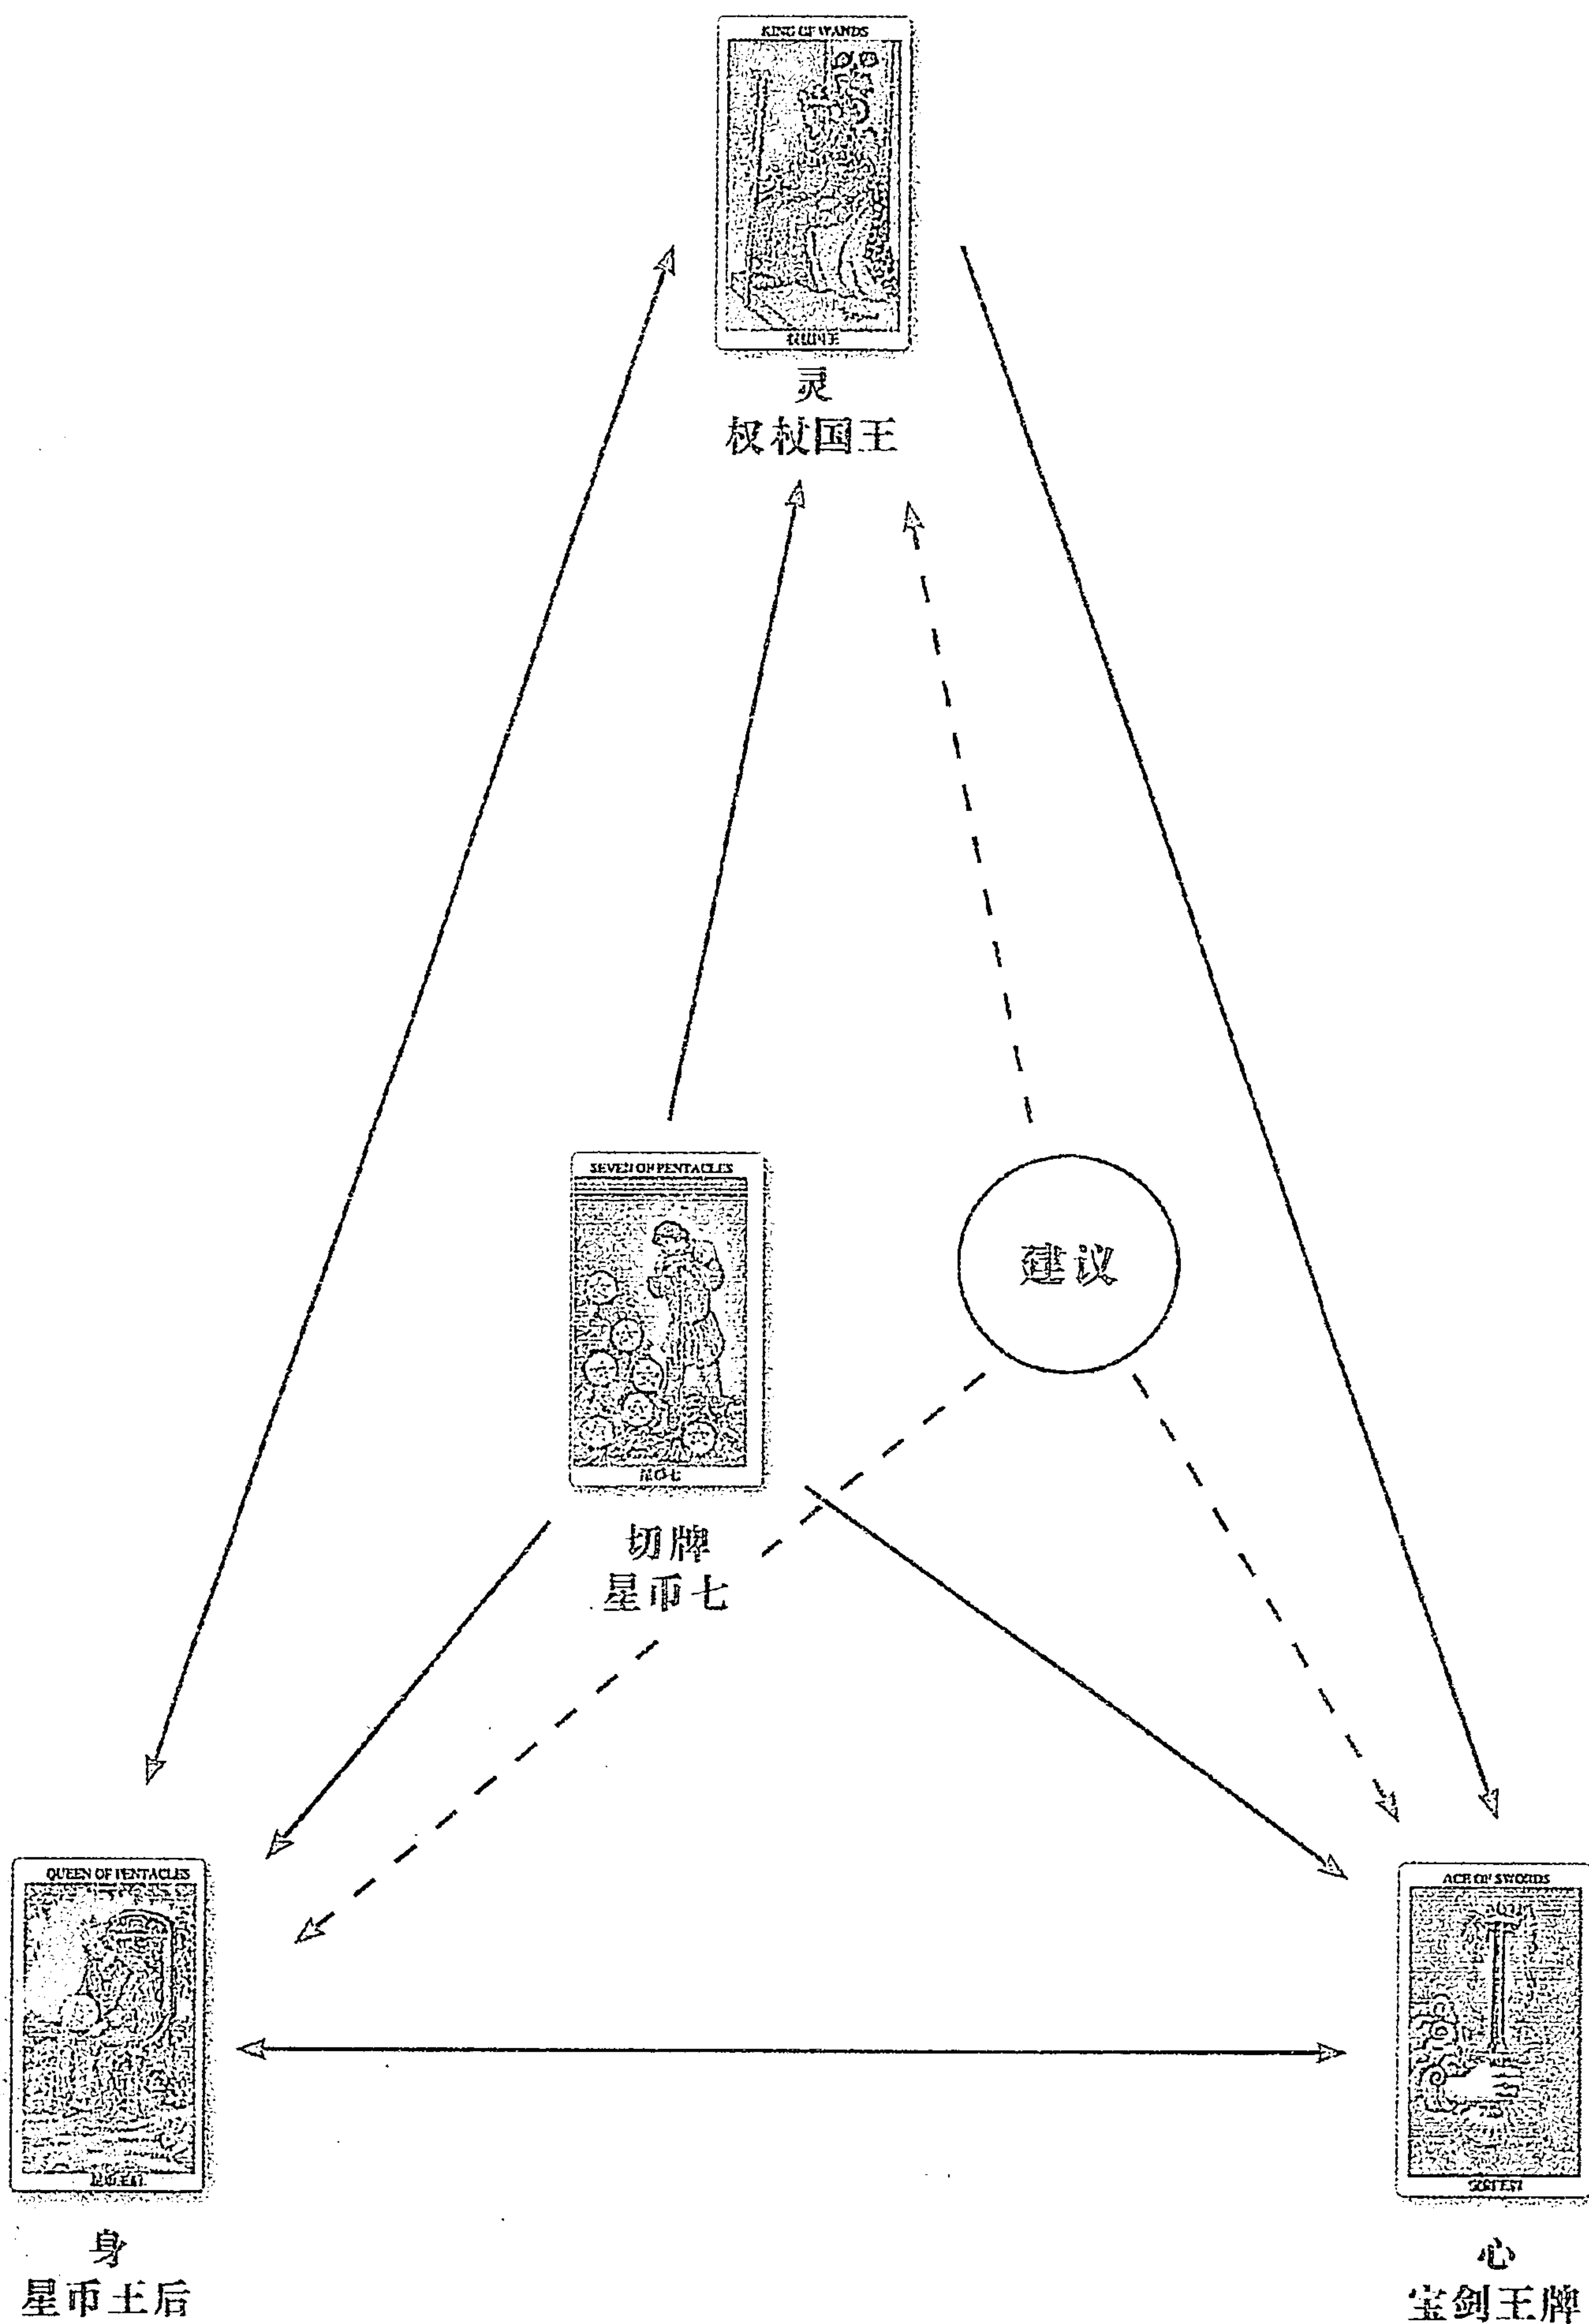 KING OF WANDS
灵
权杖国王
SEVEN OF PENTACLES
建议
切牌
星币七
QUEEN OF PENTACLES
ACE OF SWORDS
身
星币王后
心
宝剑王牌